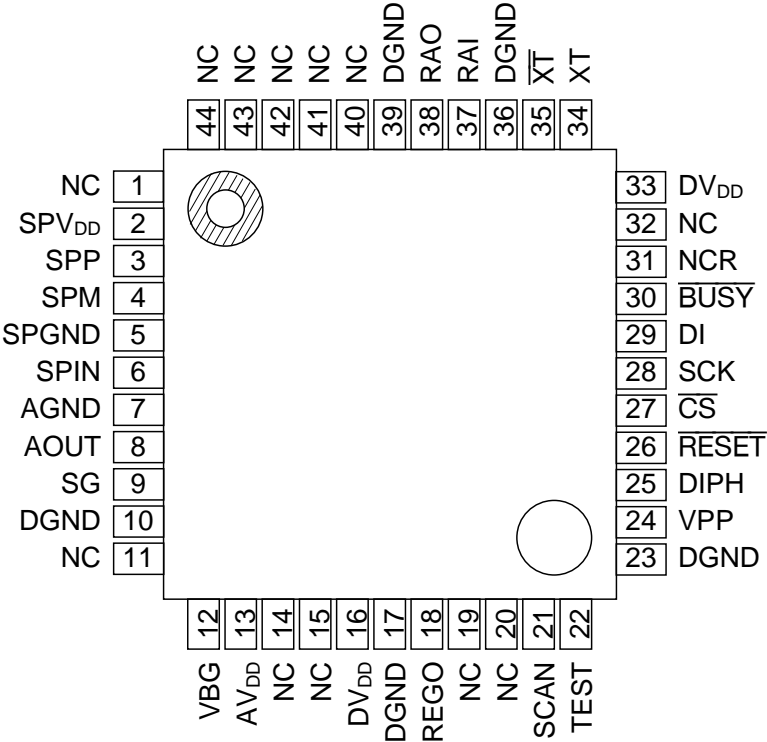 NC
NC
NC
NC
NC
DGND
RAO
RAI
DGND
X̅T̅
XT
44
43
42
41
40
39
38
37
36
35
34
NC 1
SPVDD 2
SPP 3
SPM 4
SPGND 5
SPIN 6
AGND 7
AOUT 8
SG 9
DGND 10
NC 11
33 DVDD
32 NC
31 NCR
30 B̅U̅S̅Y̅
29 DI
28 SCK
27 C̅S̅
26 R̅E̅S̅E̅T̅
25 DIPH
24 VPP
23 DGND
12
13
14
15
16
17
18
19
20
21
22
VBG
AVDD
NC
NC
DVDD
DGND
REGO
NC
NC
SCAN
TEST